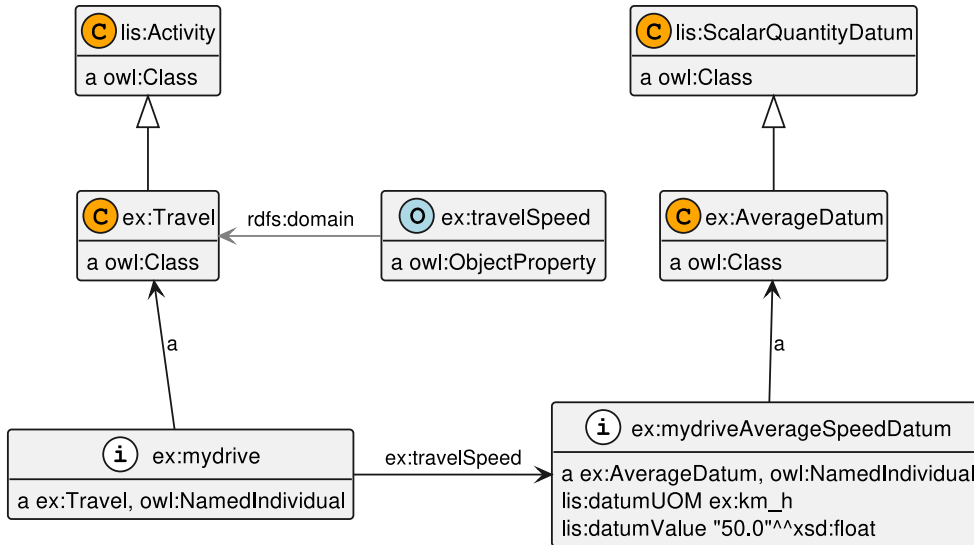 C lis:Activity
a owl:Class
C lis:ScalarQuantityDatum
a owl:Class
C ex:Travel
a owl:Class
rdfs:domain
O ex:travelSpeed
a owl:ObjectProperty
C ex:AverageDatum
a owl:Class
a
a
i ex:mydrive
a ex:Travel, owl:NamedIndividual
ex:travelSpeed
i ex:mydriveAverageSpeedDatum
a ex:AverageDatum, owl:NamedIndividual
lis:datumUOM ex:km_h
lis:datumValue "50.0"^^xsd:float